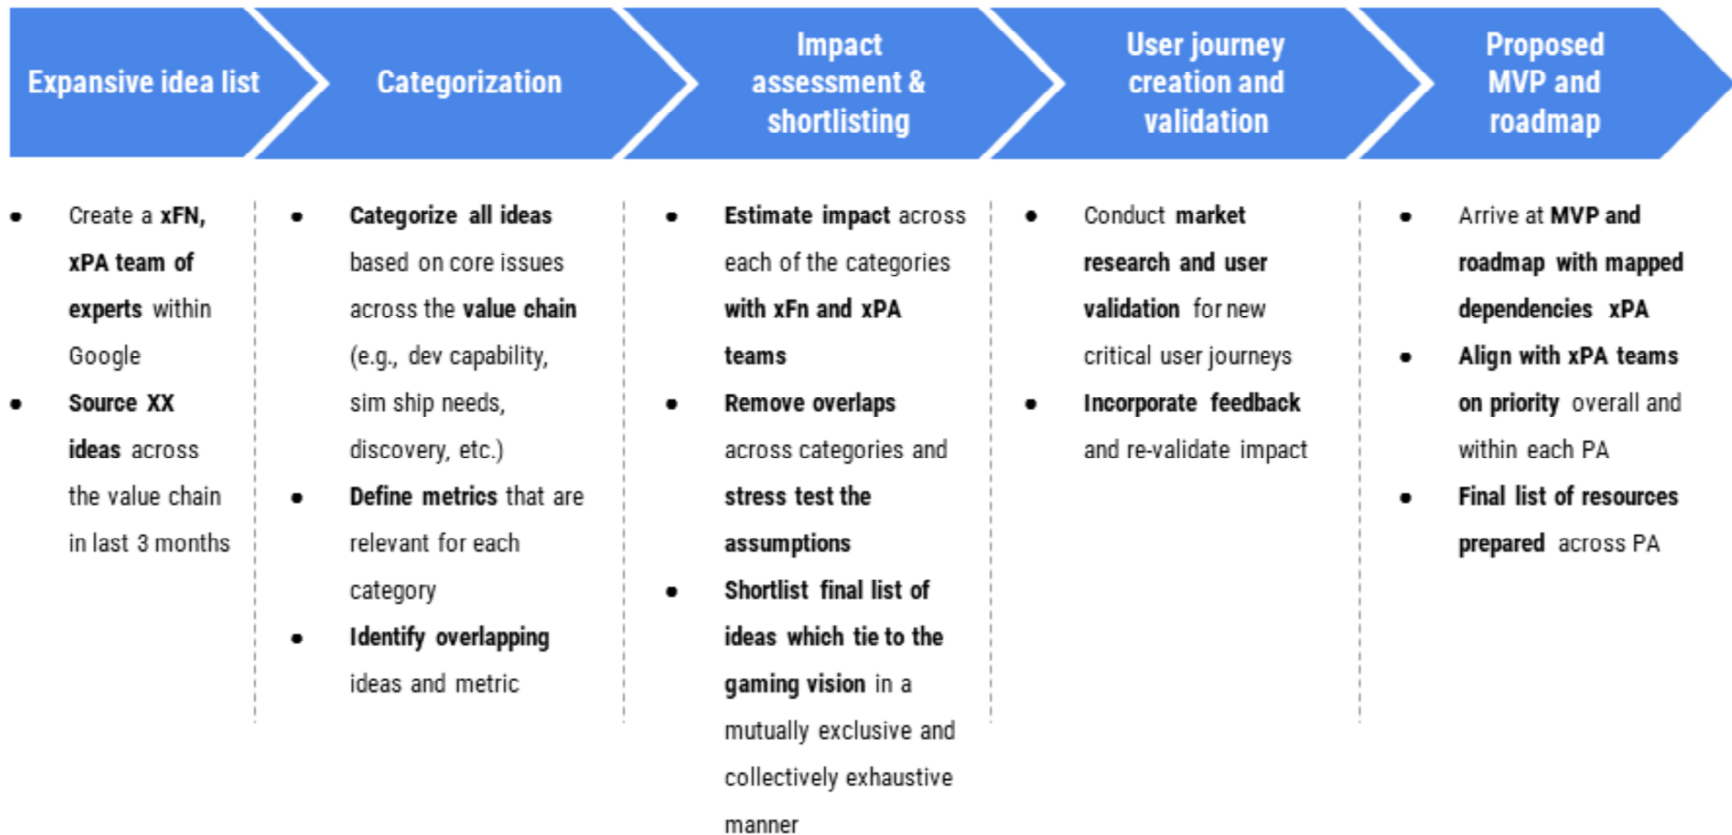 Expansive idea list
Categorization
Impact
assessment &
shortlisting
User journey
creation and
validation
Proposed
MVP and
roadmap
• Create a xFN,
xPA team of
experts within
Google
• Source XX
ideas across
the value chain
in last 3 months
• Categorize all ideas
based on core issues
across the value chain
(e.g., dev capability,
sim ship needs,
discovery, etc.)
• Define metrics that are
relevant for each
category
• Identify overlapping
ideas and metric
• Estimate impact across
each of the categories
with xFn and xPA
teams
• Remove overlaps
across categories and
stress test the
assumptions
• Shortlist final list of
ideas which tie to the
gaming vision in a
mutually exclusive and
collectively exhaustive
manner
• Conduct market
research and user
validation for new
critical user journeys
• Incorporate feedback
and re-validate impact
• Arrive at MVP and
roadmap with mapped
dependencies xPA
• Align with xPA teams
on priority overall and
within each PA
• Final list of resources
prepared across PA